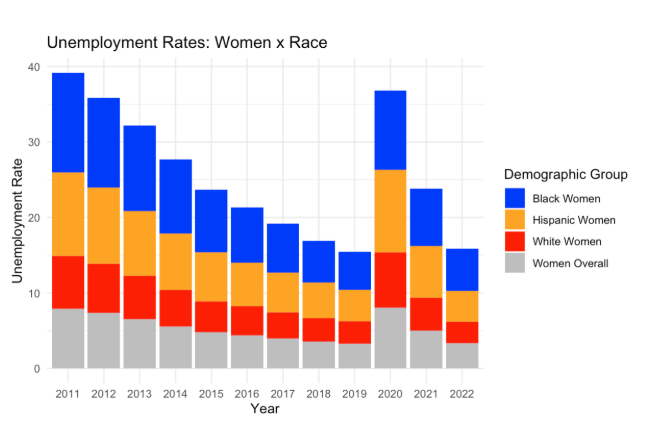 Unemployment Rates: Women x Race
40
30
20
10
0
Unemployment Rate
2011 2012 2013 2014 2015 2016 2017 2018 2019 2020 2021 2022
Year
Demographic Group
Black Women
Hispanic Women
White Women
Women Overall